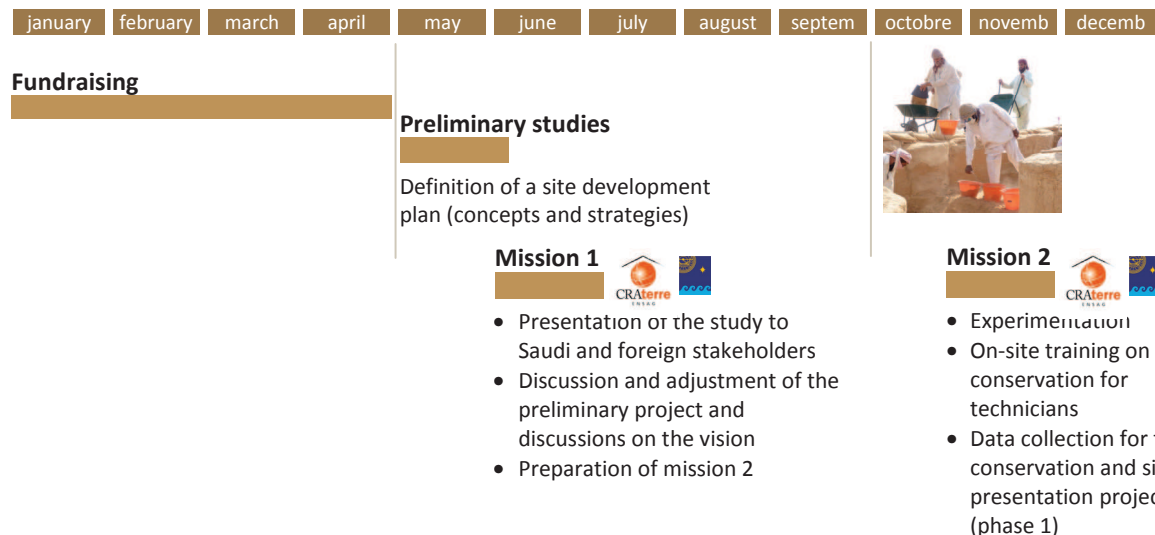 january february march april may june july august septem octobre novemb decemb
Fundraising
Preliminary studies
Definition of a site development
plan (concepts and strategies)
Mission 1
CRAterre
ENSAG
• Presentation of the study to
Saudi and foreign stakeholders
• Discussion and adjustment of the
preliminary project and
discussions on the vision
• Preparation of mission 2
Mission 2
CRAterre
ENSAG
• Experimentation
• On-site training on
conservation for
technicians
• Data collection for
conservation and
presentation
(phase 1)